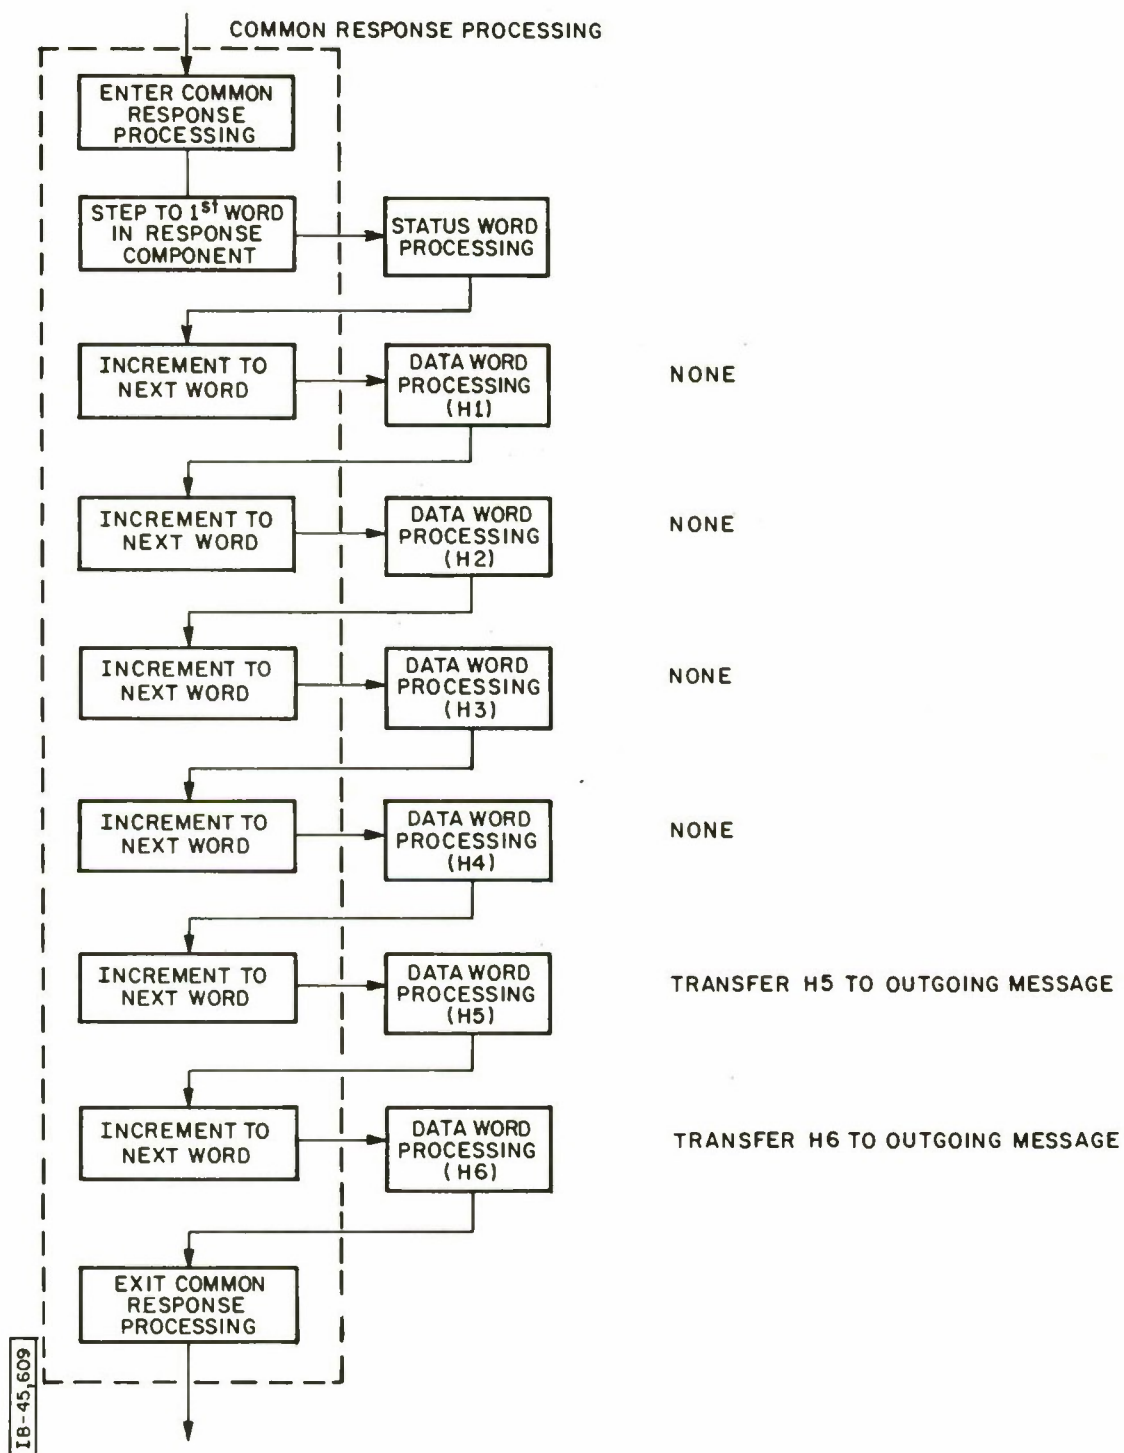 COMMON RESPONSE PROCESSING
ENTER COMMON
RESPONSE
PROCESSING
STEP TO 1st WORD
IN RESPONSE
COMPONENT
STATUS WORD
PROCESSING
INCREMENT TO
NEXT WORD
DATA WORD
PROCESSING
(H1)
NONE
INCREMENT TO
NEXT WORD
DATA WORD
PROCESSING
(H2)
NONE
INCREMENT TO
NEXT WORD
DATA WORD
PROCESSING
(H3)
NONE
INCREMENT TO
NEXT WORD
DATA WORD
PROCESSING
(H4)
NONE
INCREMENT TO
NEXT WORD
DATA WORD
PROCESSING
(H5)
TRANSFER H5 TO OUTGOING MESSAGE
INCREMENT TO
NEXT WORD
DATA WORD
PROCESSING
(H6)
TRANSFER H6 TO OUTGOING MESSAGE
EXIT COMMON
RESPONSE
PROCESSING
IB-45,609